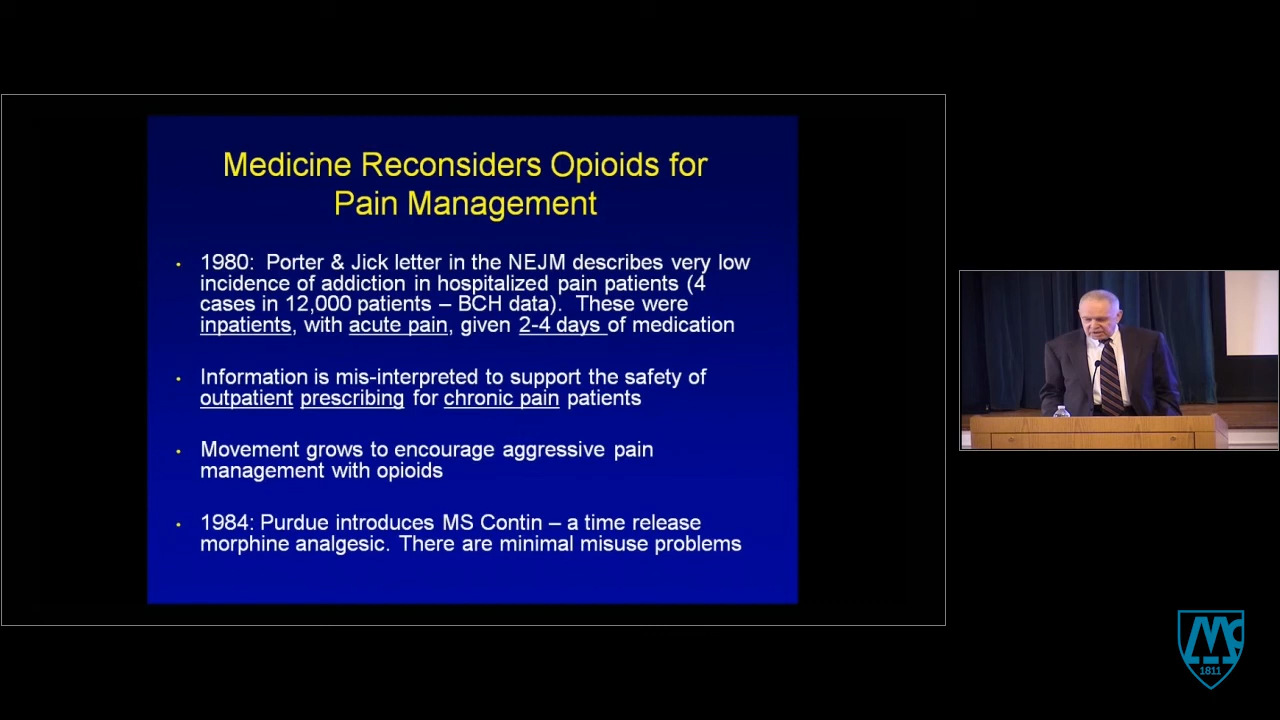 Medicine Reconsiders Opioids for
Pain Management
• 1980: Porter & Jick letter in the NEJM describes very low
incidence of addiction in hospitalized pain patients (4
cases in 12,000 patients – BCH data). These were
inpatients, with acute pain, given 2-4 days of medication
• Information is mis-interpreted to support the safety of
outpatient prescribing for chronic pain patients
• Movement grows to encourage aggressive pain
management with opioids
• 1984: Purdue introduces MS Contin – a time release
morphine analgesic. There are minimal misuse problems
Mc
1811